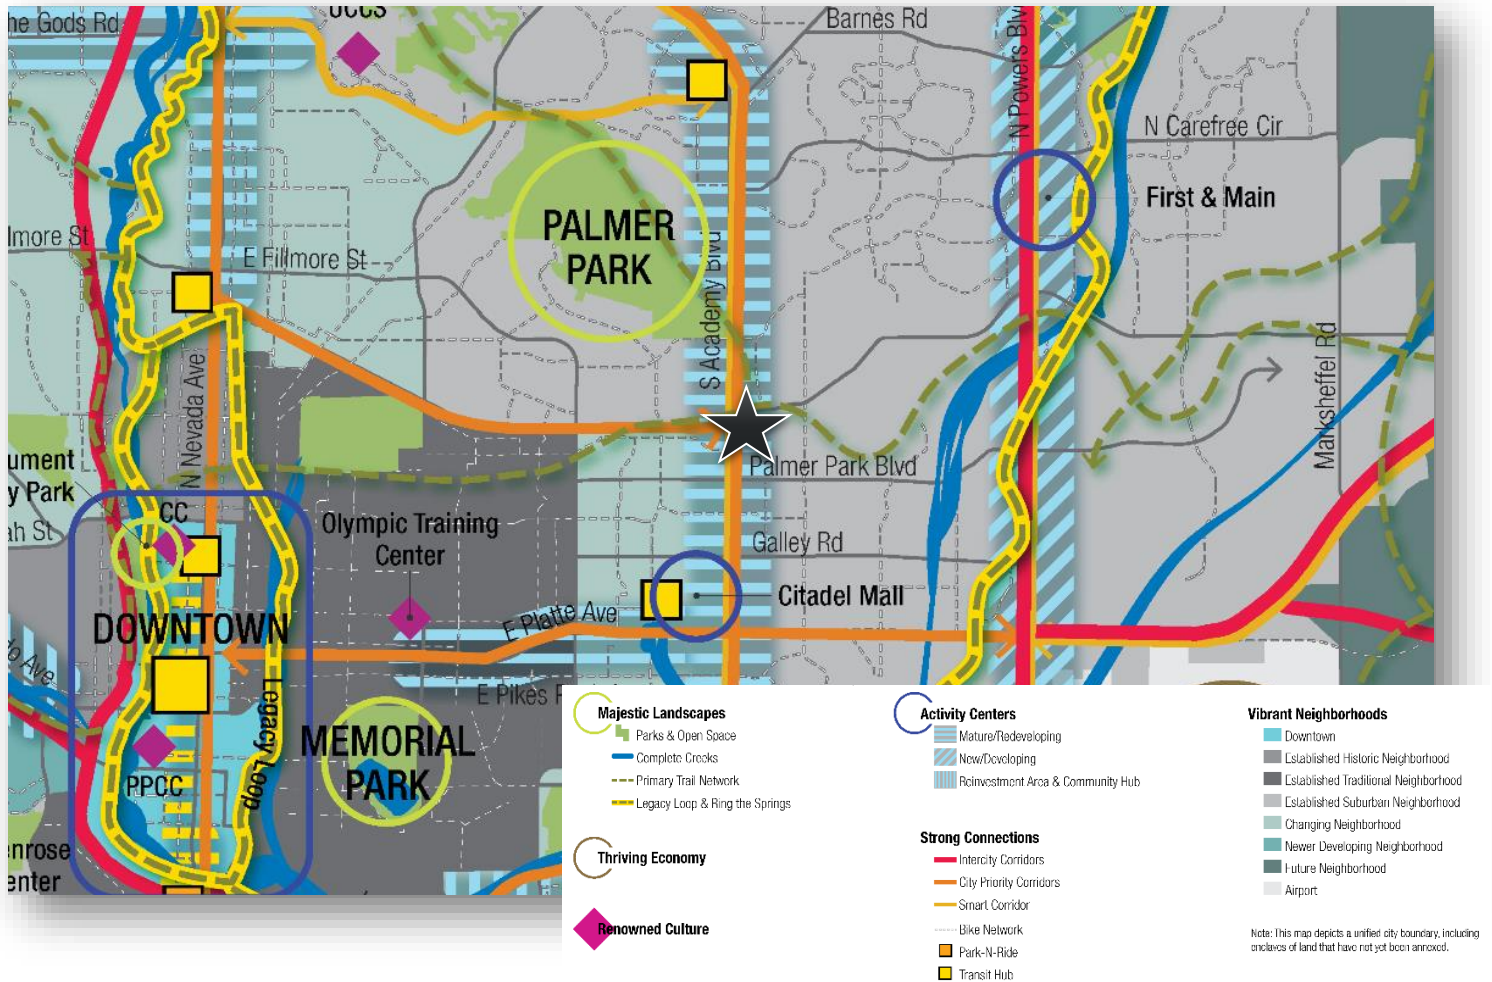 he Gods Rd
UCCS
Barnes Rd
N Powers Blv
N Carefree Cir
First & Main
PALMER
PARK
S Academy Blvd
lmore St
E Fillmore St
N Nevada Ave
Marksheffel Rd
Palmer Park Blvd
ument
y Park
ah St
CC
Olympic Training
Center
Galley Rd
Citadel Mall
E Platte Ave
DOWNTOWN
o Ave
E Pikes P
Legacy Loop
MEMORIAL
PARK
PPCC
enrose
enter
Majestic Landscapes
Parks & Open Space
Complete Creeks
Primary Trail Network
Legacy Loop & Ring the Springs
Thriving Economy
Renowned Culture
Activity Centers
Mature/Redeveloping
New/Developing
Reinvestment Area & Community Hub
Strong Connections
Intercity Corridors
City Priority Corridors
Smart Corridor
Bike Network
Park-N-Ride
Transit Hub
Vibrant Neighborhoods
Downtown
Established Historic Neighborhood
Established Traditional Neighborhood
Established Suburban Neighborhood
Changing Neighborhood
Newer Developing Neighborhood
Future Neighborhood
Airport
Note: This map depicts a unified city boundary, including
enclaves of land that have not yet been annexed.